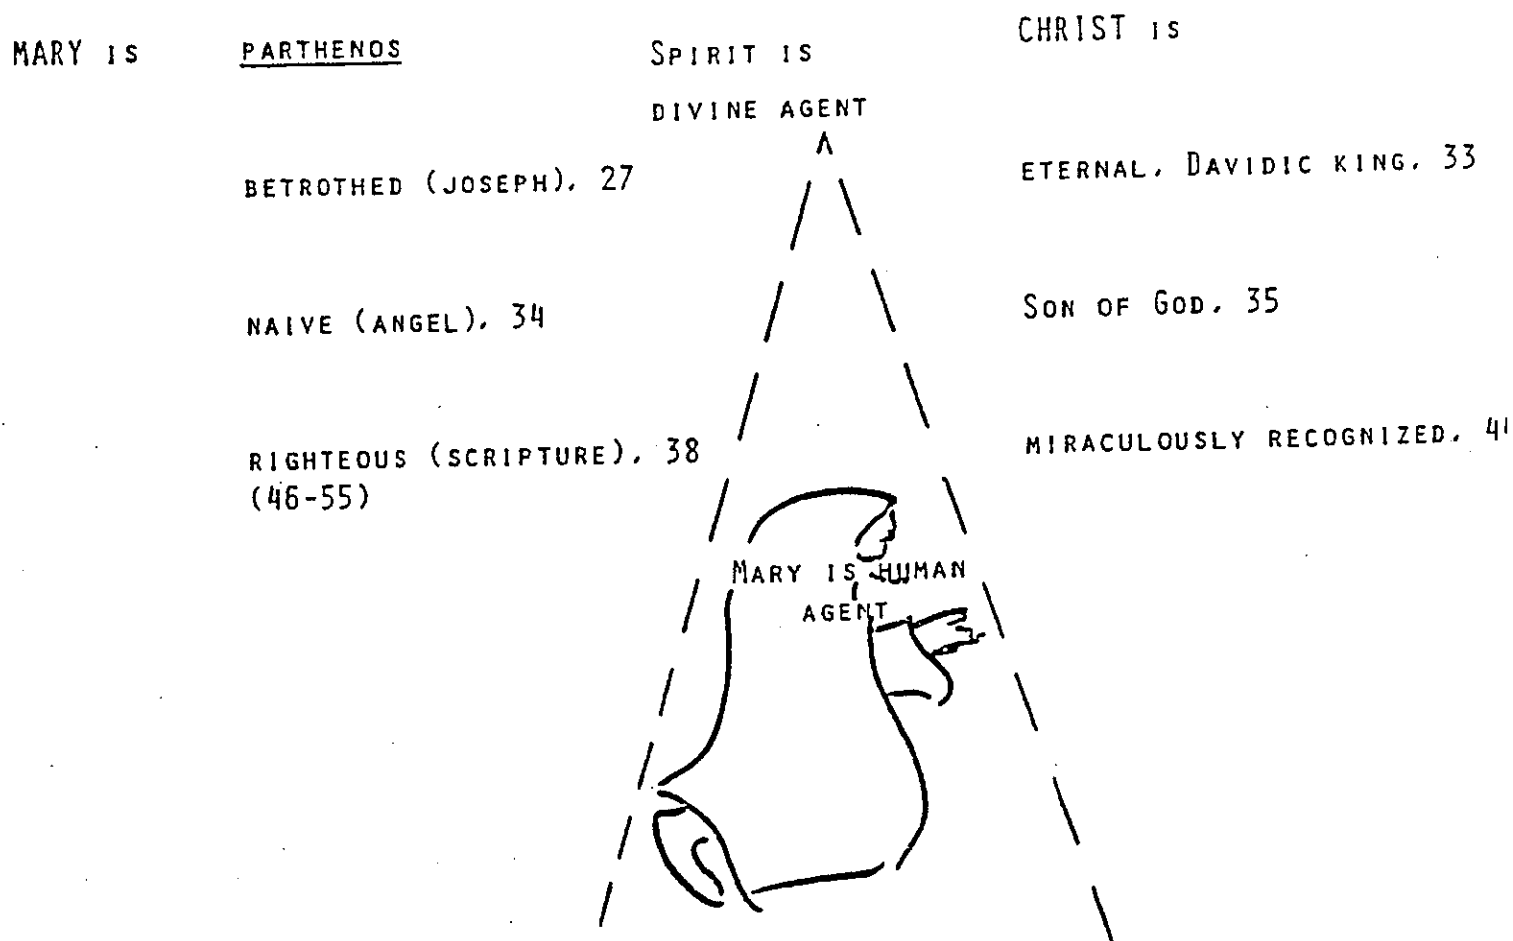 MARY IS
PARTHENOS
BETROTHED (JOSEPH), 27
NAIVE (ANGEL), 34
RIGHTEOUS (SCRIPTURE), 38
(46-55)
SPIRIT IS
DIVINE AGENT
MARY IS HUMAN
AGENT
CHRIST IS
ETERNAL, DAVIDIC KING, 33
SON OF GOD, 35
MIRACULOUSLY RECOGNIZED, 41